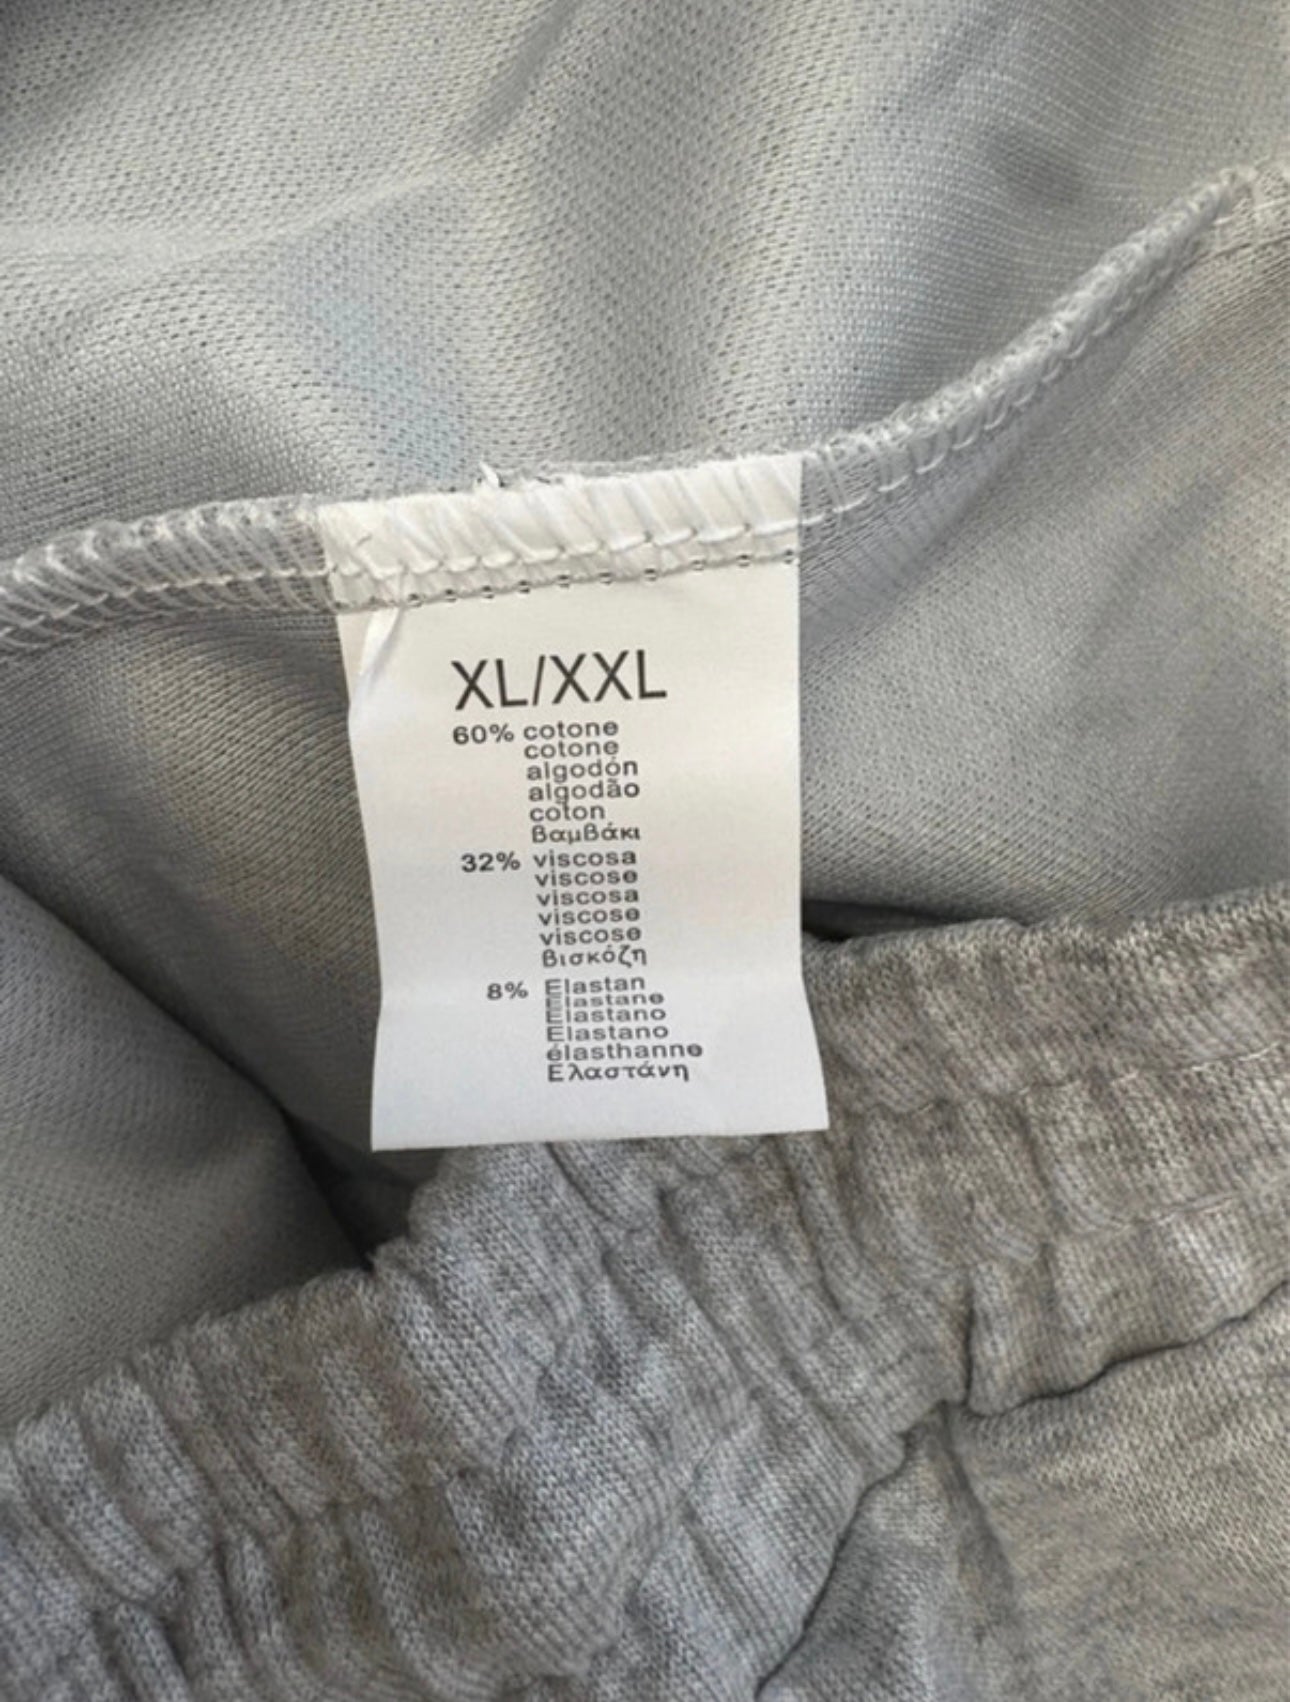 XL/XXL
60% cotone
cotone
algodón
algodão
coton
βαμβάκι
32% viscosa
viscose
viscosa
viscose
viscose
βισκόζη
8% Elastan
Elastane
Elastano
Elastano
élasthanne
Ελαστάνη